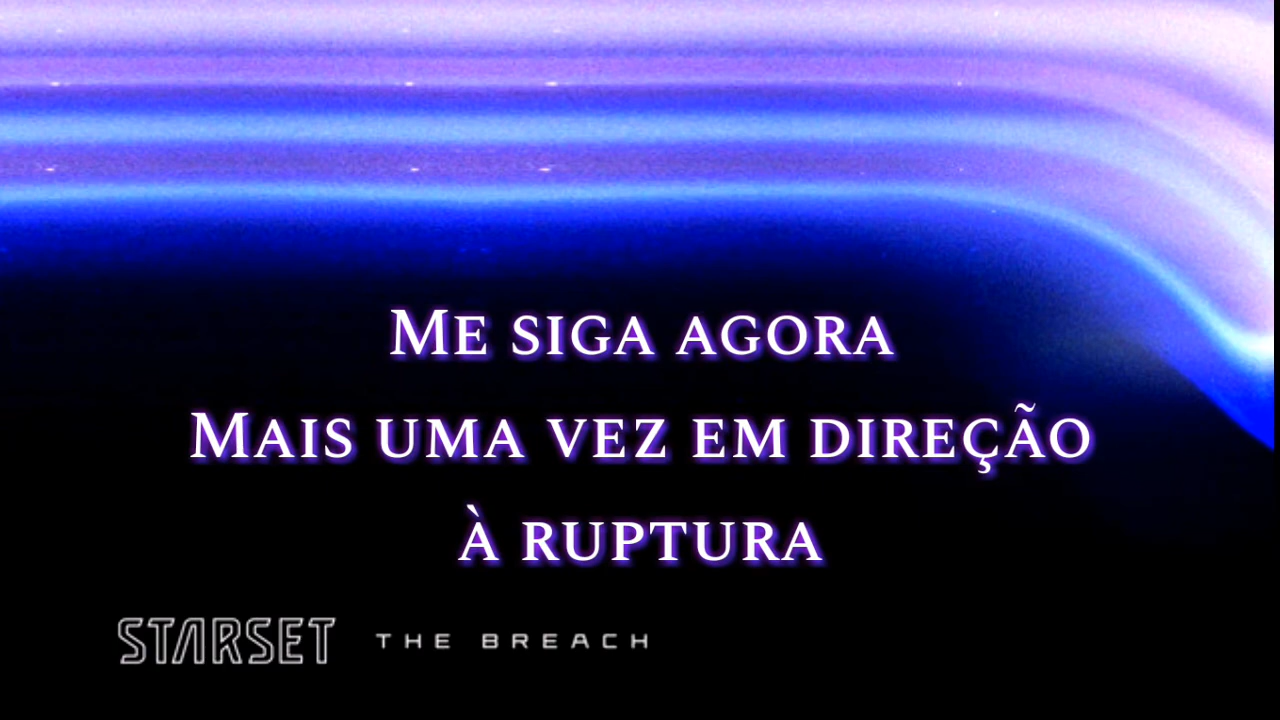 Me siga agora
Mais uma vez em direção
à ruptura
STARSET THE BREACH